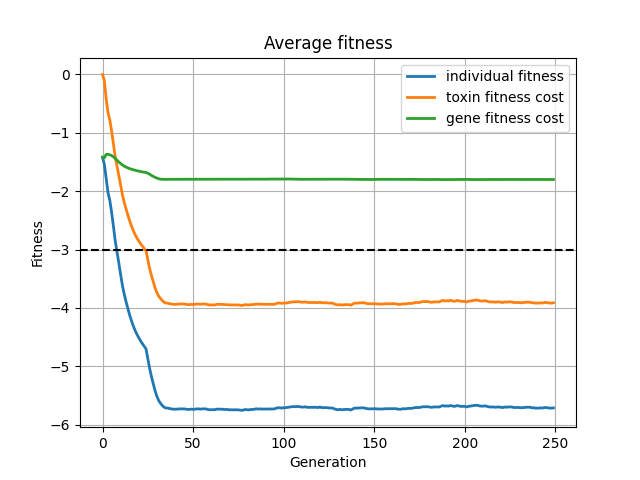 Average fitness
individual fitness
toxin fitness cost
gene fitness cost
Fitness
0
−1
−2
−3
−4
−5
−6
0 50 100 150 200 250
Generation